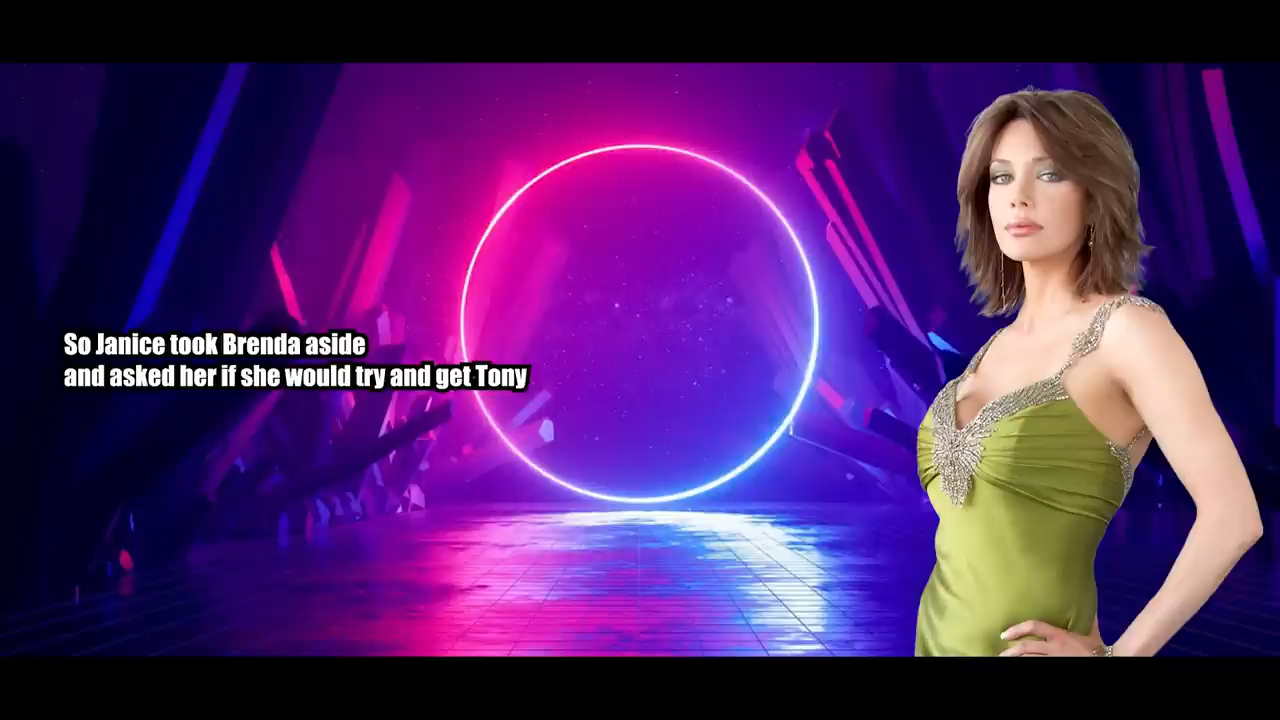 So Janice took Brenda aside
and asked her if she would try and get Tony